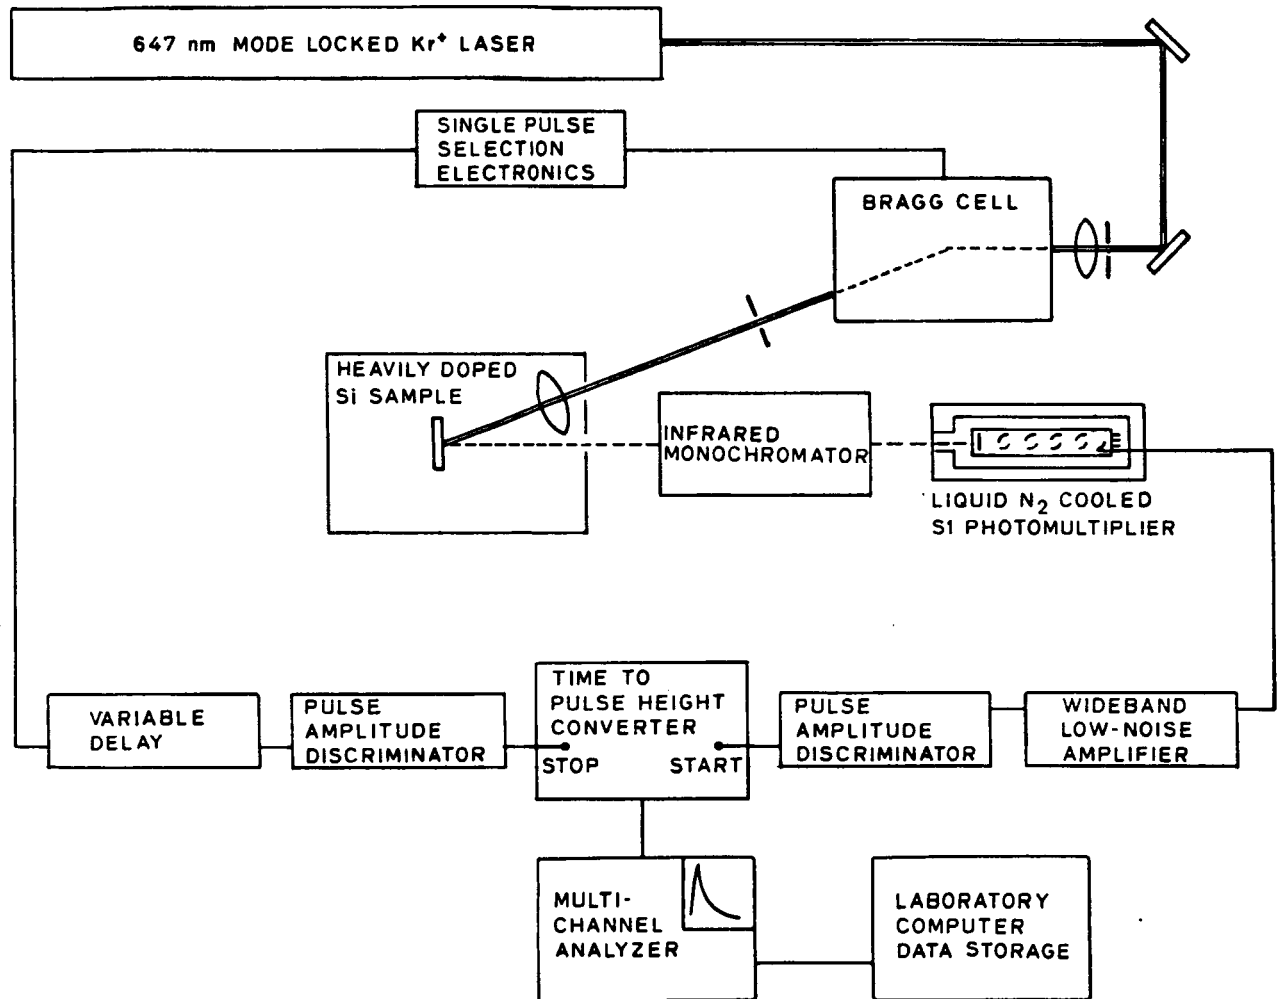 647 nm MODE LOCKED Kr+ LASER
SINGLE PULSE
SELECTION
ELECTRONICS
BRAGG CELL
HEAVILY DOPED
Si SAMPLE
INFRARED
MONOCHROMATOR
LIQUID N2 COOLED
S1 PHOTOMULTIPLIER
VARIABLE
DELAY
PULSE
AMPLITUDE
DISCRIMINATOR
TIME TO
PULSE HEIGHT
CONVERTER
STOP
START
PULSE
AMPLITUDE
DISCRIMINATOR
WIDEBAND
LOW-NOISE
AMPLIFIER
MULTI-
CHANNEL
ANALYZER
LABORATORY
COMPUTER
DATA STORAGE